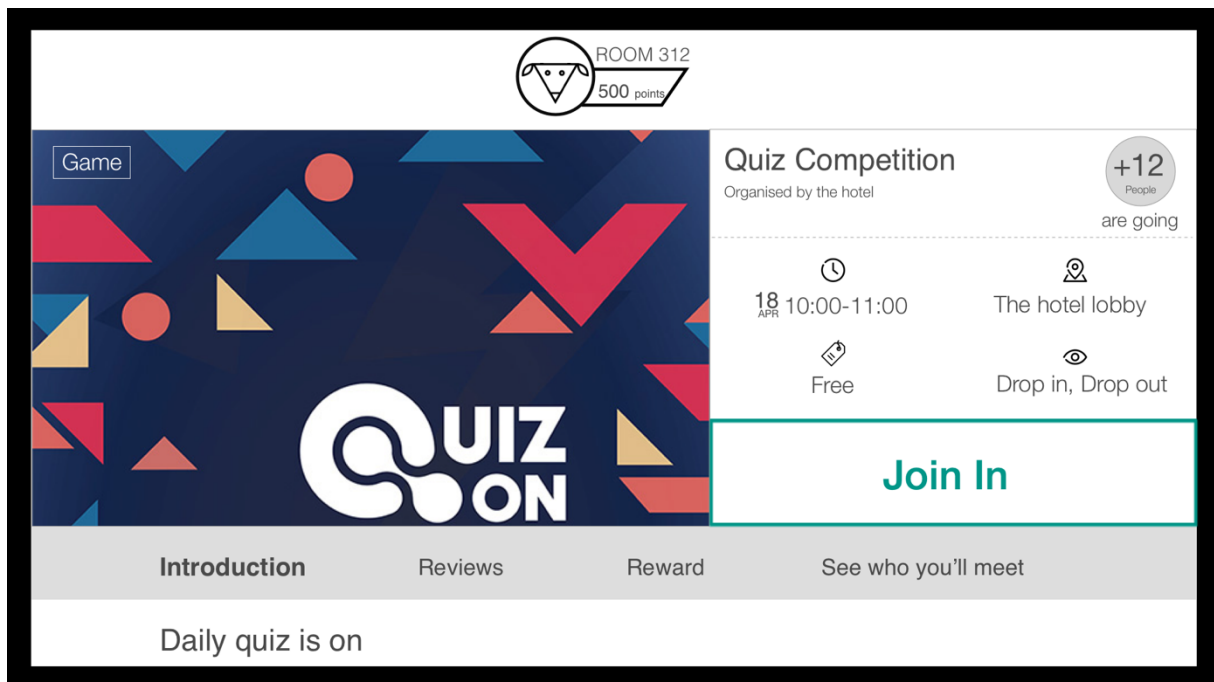 ROOM 312
500 points
Game
QUIZ
ON
Quiz Competition
Organised by the hotel
+12
People
are going
18
APR
10:00-11:00
The hotel lobby
Free
Drop in, Drop out
Join In
Introduction Reviews Reward See who you'll meet
Daily quiz is on